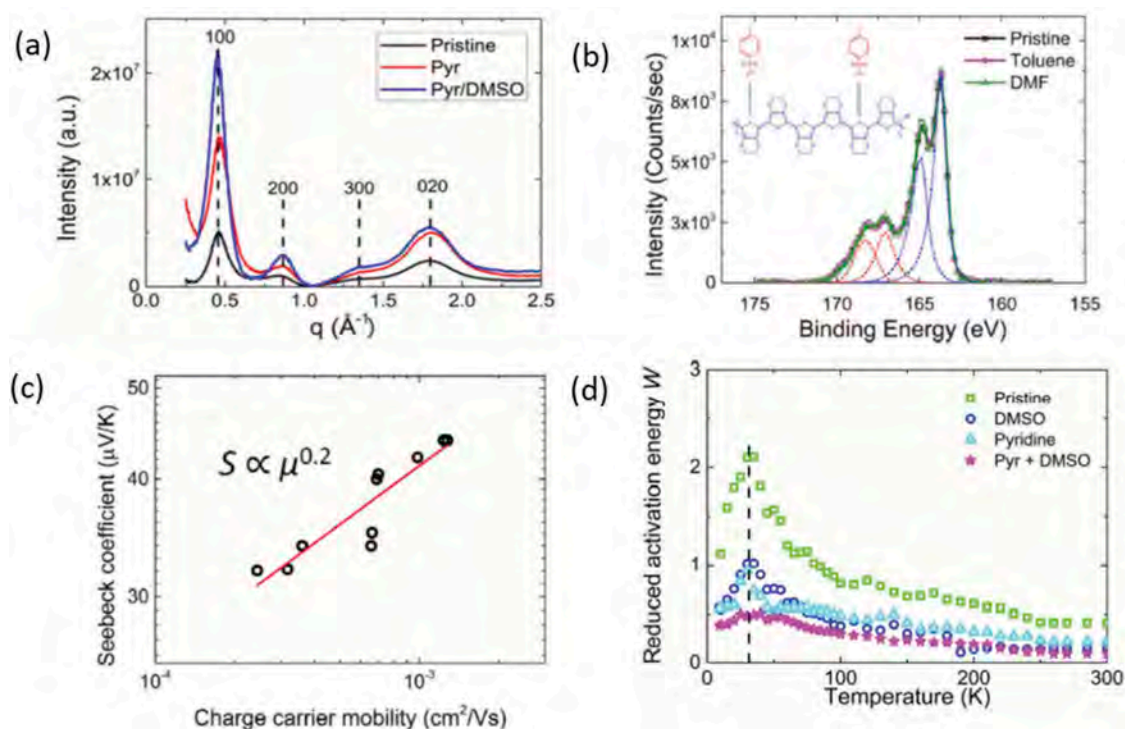 (a)
100
Pristine
Pyr
Pyr/DMSO
200
300
020
2x10⁷
1x10⁷
0
Intensity (a.u.)
0.0 0.5 1.0 1.5 2.0 2.5
q (Å⁻¹)
(b)
Pristine
Toluene
DMF
1x10⁴
8x10³
5x10³
3x10³
0
Intensity (Counts/sec)
175 170 165 160 155
Binding Energy (eV)
(c)
50
40
30
S ∝ μ^0.2
Seebeck coefficient (μV/K)
10⁻⁴ 10⁻³
Charge carrier mobility (cm²/Vs)
(d)
Pristine
DMSO
Pyridine
Pyr + DMSO
3
2
1
0
Reduced activation energy W
0 100 200 300
Temperature (K)